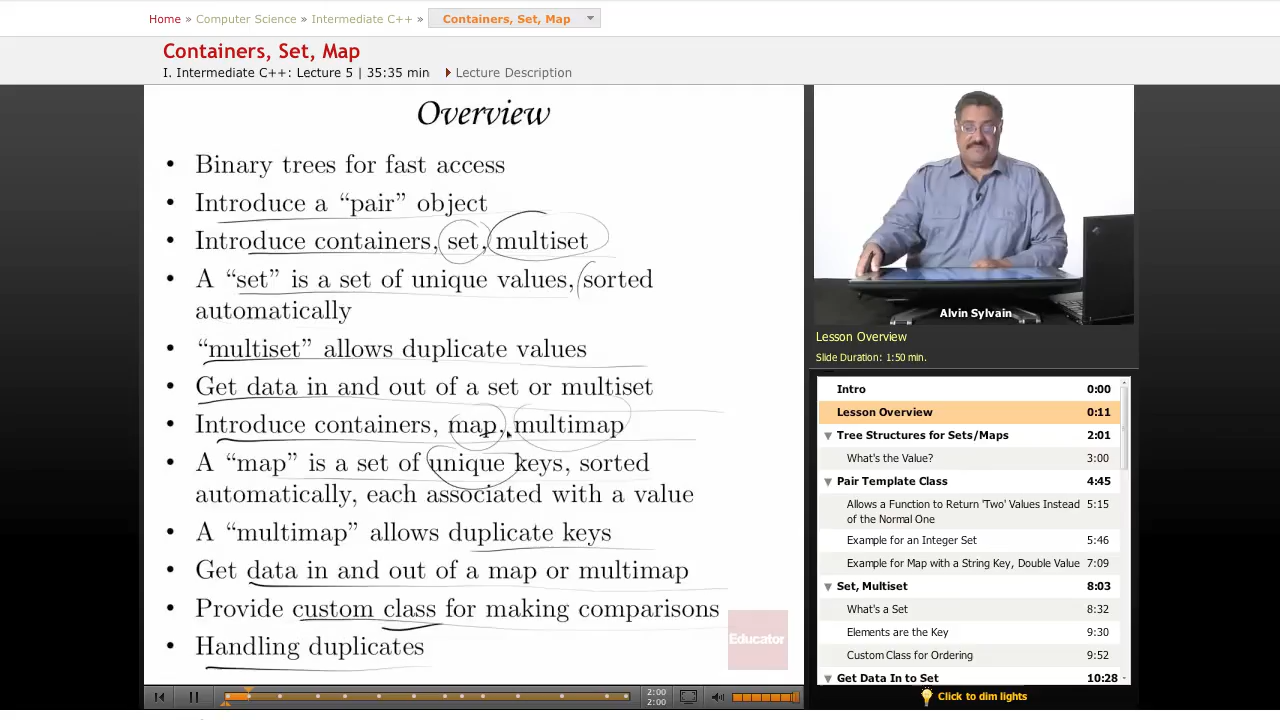 Home » Computer Science » Intermediate C++ » Containers, Set, Map
Containers, Set, Map
I. Intermediate C++: Lecture 5 | 35:35 min Lecture Description
Overview
• Binary trees for fast access
• Introduce a “pair” object
• Introduce containers, set, multiset
• A “set” is a set of unique values, sorted
automatically
• “multiset” allows duplicate values
• Get data in and out of a set or multiset
• Introduce containers, map, multimap
• A “map” is a set of unique keys, sorted
automatically, each associated with a value
• A “multimap” allows duplicate keys
• Get data in and out of a map or multimap
• Provide custom class for making comparisons
• Handling duplicates
Educator
2:00
2:00
Alvin Sylvain
Lesson Overview
Slide Duration: 1:50 min.
Intro 0:00
Lesson Overview 0:11
Tree Structures for Sets/Maps 2:01
What's the Value? 3:00
Pair Template Class 4:45
Allows a Function to Return 'Two' Values Instead 5:15
of the Normal One
Example for an Integer Set 5:46
Example for Map with a String Key, Double Value 7:09
Set, Multiset 8:03
What's a Set 8:32
Elements are the Key 9:30
Custom Class for Ordering 9:52
Get Data In to Set 10:28
Click to dim lights